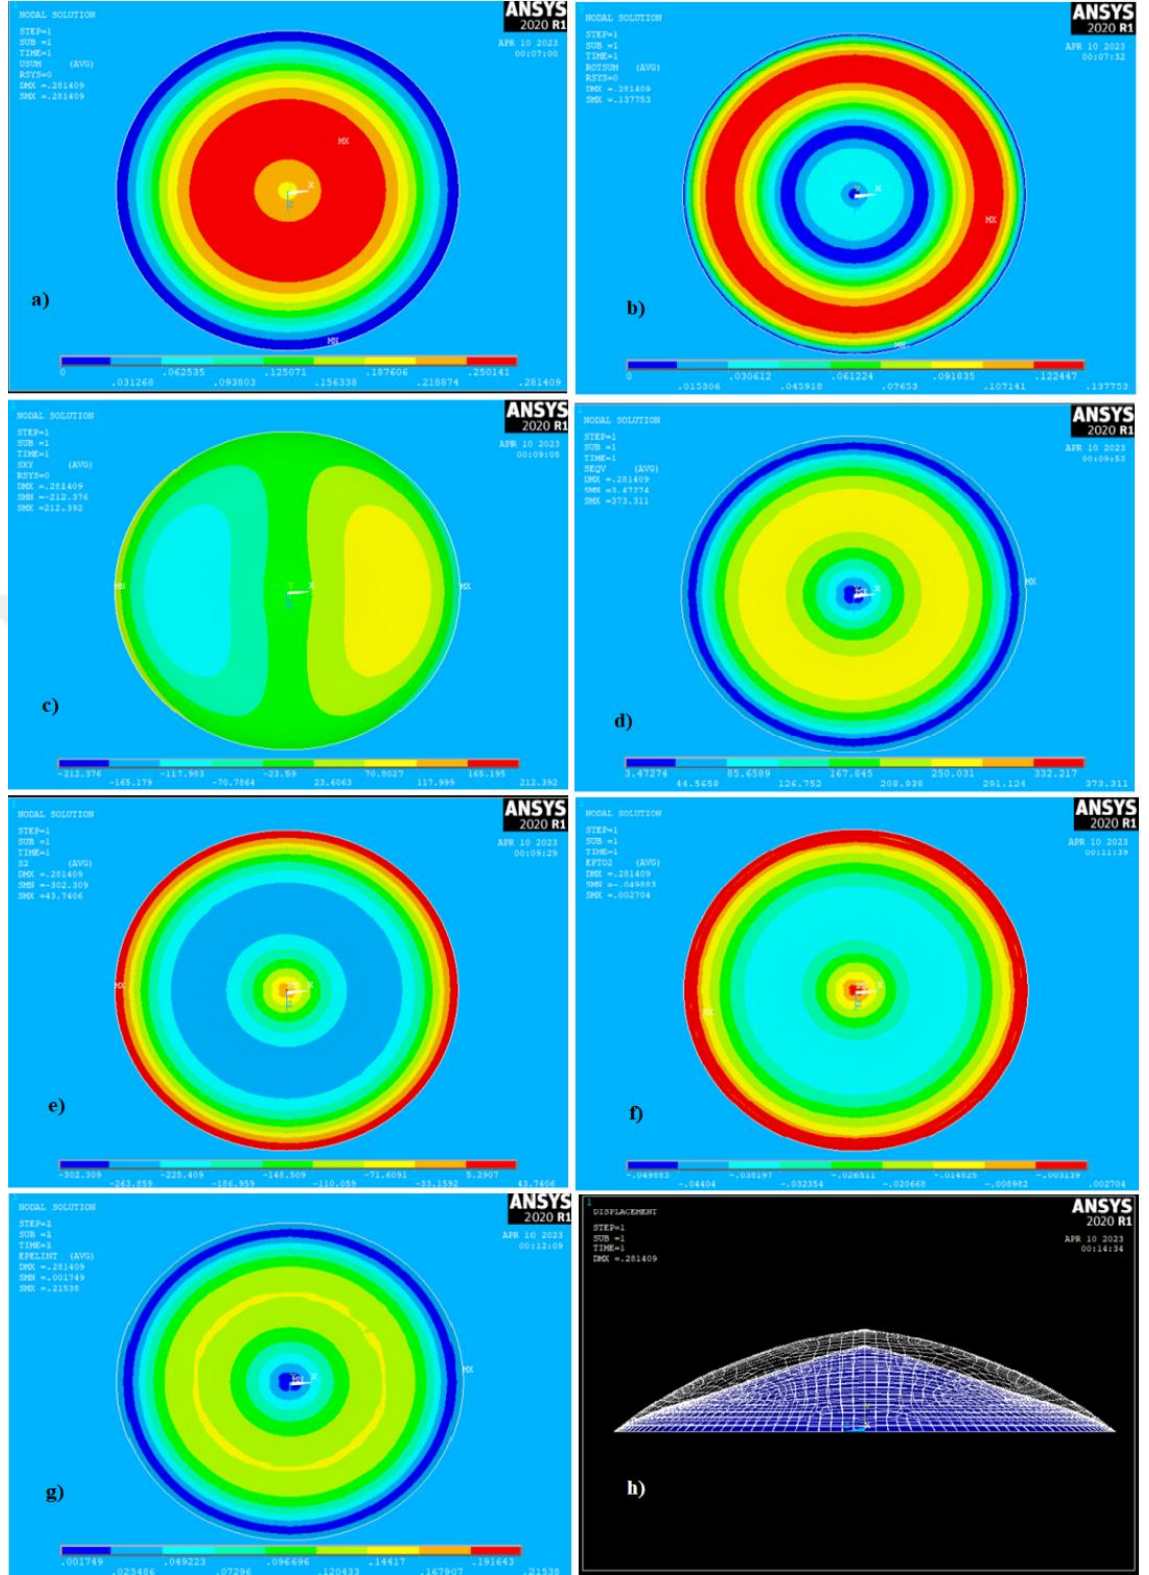 NODAL SOLUTION
STEP=1
SUB =1
TIME=1
USUM (AVG)
RSYS=0
DMX =.281409
SMX =.281409
ANSYS
2020 R1
APR 10 2023
00:07:00
MX
X
MN
a)
0 .062535 .125071 .187606 .250141
.031268 .093803 .156338 .218874 .281409
1
NODAL SOLUTION
STEP=1
SUB =1
TIME=1
ROTSUM (AVG)
RSYS=0
DMX =.281409
SMX =.137753
ANSYS
2020 R1
APR 10 2023
00:07:32
X
MX
MN
b)
0 .030612 .061224 .091835 .122447
.015306 .045918 .07653 .107141 .137753
NODAL SOLUTION
STEP=1
SUB =1
TIME=1
SXY (AVG)
RSYS=0
DMX =.281409
SMN =-212.376
SMX =212.392
ANSYS
2020 R1
APR 10 2023
00:09:08
MN
Y
X
MX
c)
-212.376 -117.983 -23.59 70.8027 165.195
-165.179 -70.7864 23.6063 117.999 212.392
1
NODAL SOLUTION
STEP=1
SUB =1
TIME=1
SEQV (AVG)
DMX =.281409
SMN =3.47274
SMX =373.311
ANSYS
2020 R1
APR 10 2023
00:09:53
MX
X
d)
3.47274 85.6589 167.845 250.031 332.217
44.5658 126.752 208.938 291.124 373.311
1
NODAL SOLUTION
STEP=1
SUB =1
TIME=1
S2 (AVG)
DMX =.281409
SMN =-302.309
SMX =43.7406
ANSYS
2020 R1
APR 10 2023
00:09:29
MX
X
e)
-302.309 -225.409 -148.509 -71.6091 5.2907
-263.859 -186.959 -110.059 -33.1592 43.7406
1
NODAL SOLUTION
STEP=1
SUB =1
TIME=1
EPTO2 (AVG)
DMX =.281409
SMN =-.049883
SMX =.002704
ANSYS
2020 R1
APR 10 2023
00:11:39
X
MX
f)
-.049883 -.038197 -.026511 -.014825 -.003139
-.04404 -.032354 -.020668 -.008982 .002704
NODAL SOLUTION
STEP=1
SUB =1
TIME=1
EPELINT (AVG)
DMX =.281409
SMN =.001749
SMX =.21538
ANSYS
2020 R1
APR 10 2023
00:12:09
MX
X
g)
.001749 .049223 .096696 .14417 .191643
.025486 .07296 .120433 .167907 .21538
1
DISPLACEMENT
STEP=1
SUB =1
TIME=1
DMX =.281409
ANSYS
2020 R1
APR 10 2023
00:14:34
h)